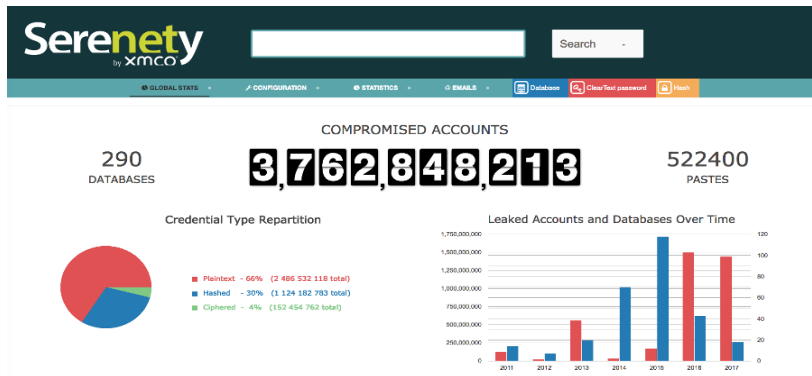 Serenety
by XMCO
Search
GLOBAL STATS
CONFIGURATION
STATISTICS
EMAILS
Database
ClearText password
Hash
COMPROMISED ACCOUNTS
290
DATABASES
3,762,848,213
522400
PASTES
Credential Type Repartition
Plaintext - 66% (2 486 532 118 total)
Hashed - 30% (1 124 182 783 total)
Ciphered - 4% (152 454 762 total)
Leaked Accounts and Databases Over Time
1,750,000,000
1,500,000,000
1,250,000,000
1,000,000,000
750,000,000
500,000,000
250,000,000
0
120
100
80
60
40
20
0
2011 2012 2013 2014 2015 2016 2017